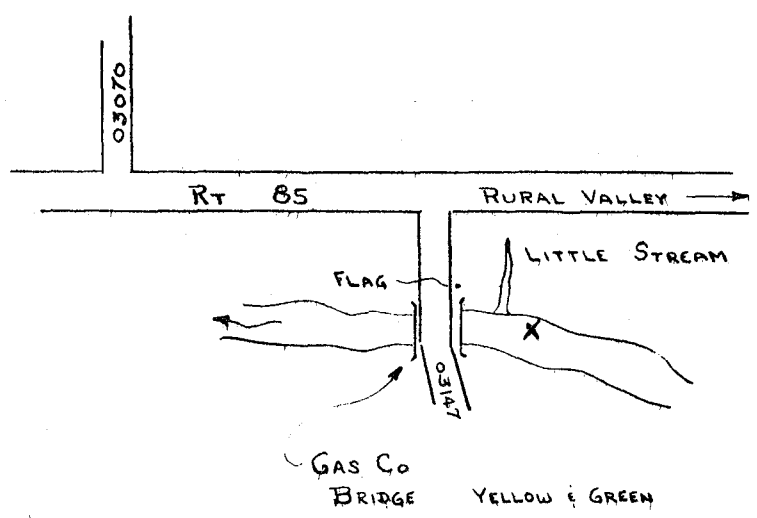 03070
RT 85
RURAL VALLEY
LITTLE STREAM
FLAG
X
03147
GAS CO
BRIDGE YELLOW & GREEN